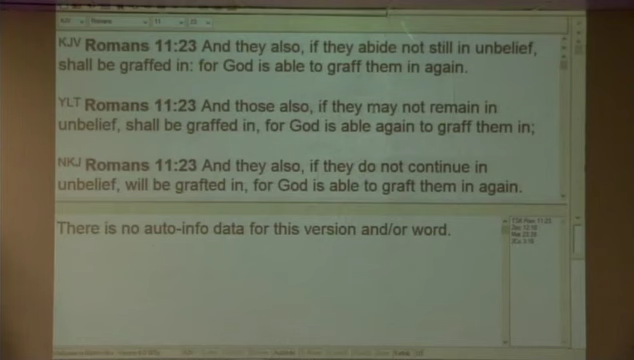 KJV Romans 11:23 And they also, if they abide not still in unbelief,
shall be graffed in: for God is able to graff them in again.
YLT Romans 11:23 And those also, if they may not remain in
unbelief, shall be graffed in, for God is able again to graff them in;
NKJ Romans 11:23 And they also, if they do not continue in
unbelief, will be grafted in, for God is able to graft them in again.
There is no auto-info data for this version and/or word.